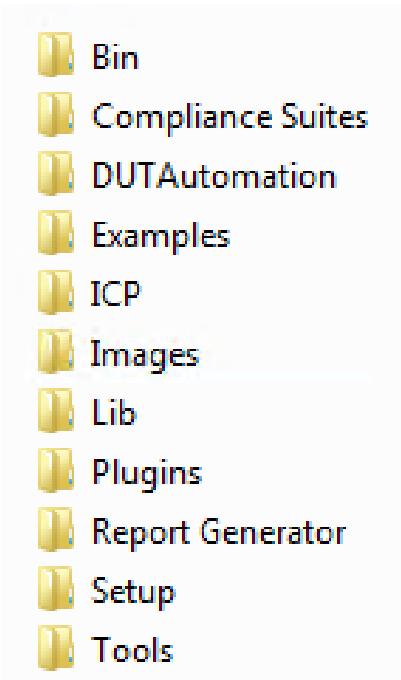 Bin
Compliance Suites
DUTAutomation
Examples
ICP
Images
Lib
Plugins
Report Generator
Setup
Tools